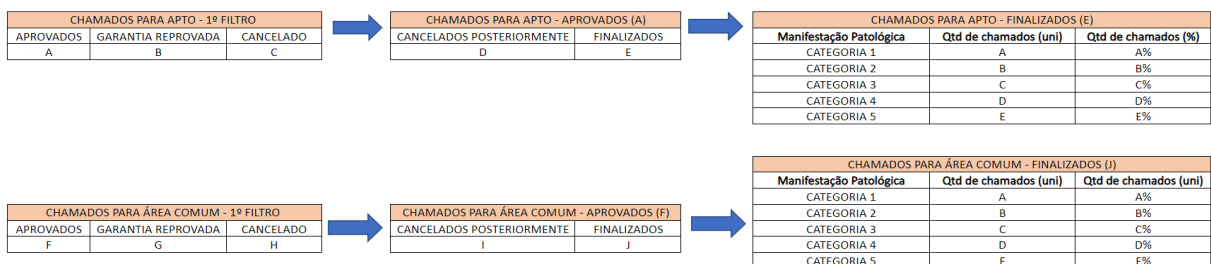 CHAMADOS PARA APTO - 1º FILTRO
APROVADOS GARANTIA REPROVADA CANCELADO
A B C
CHAMADOS PARA APTO - APROVADOS (A)
CANCELADOS POSTERIORMENTE FINALIZADOS
D E
CHAMADOS PARA APTO - FINALIZADOS (E)
Manifestação Patológica Qtd de chamados (uni) Qtd de chamados (%)
CATEGORIA 1 A A%
CATEGORIA 2 B B%
CATEGORIA 3 C C%
CATEGORIA 4 D D%
CATEGORIA 5 E E%
CHAMADOS PARA ÁREA COMUM - 1º FILTRO
APROVADOS GARANTIA REPROVADA CANCELADO
F G H
CHAMADOS PARA ÁREA COMUM - APROVADOS (F)
CANCELADOS POSTERIORMENTE FINALIZADOS
I J
CHAMADOS PARA ÁREA COMUM - FINALIZADOS (J)
Manifestação Patológica Qtd de chamados (uni) Qtd de chamados (uni)
CATEGORIA 1 A A%
CATEGORIA 2 B B%
CATEGORIA 3 C C%
CATEGORIA 4 D D%
CATEGORIA 5 E E%